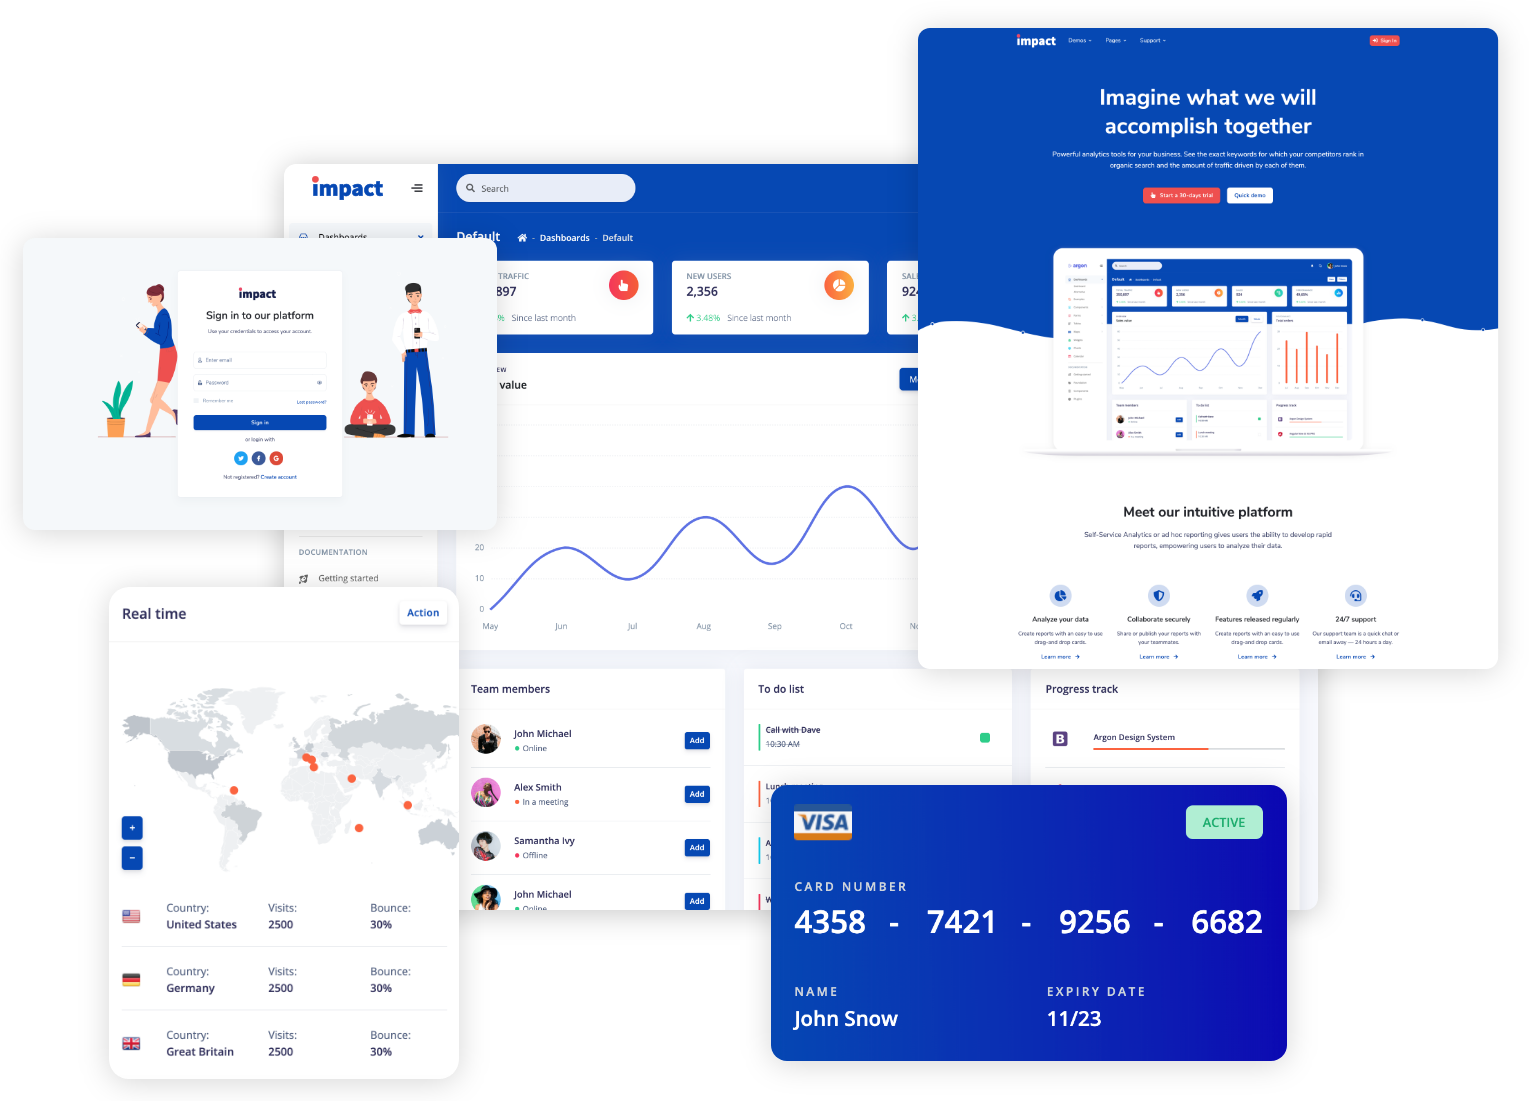 impact
Demos
Pages
Support
Sign in
Imagine what we will
accomplish together
Powerful analytics tools for your business. See the exact keywords for which your competitors rank in
organic search and the amount of traffic driven by each of them.
Start a 30-days trial
Quick demo
argon
Meet our intuitive platform
Self-Service Analytics or ad hoc reporting gives users the ability to develop rapid
reports, empowering users to analyze their data.
Analyze your data
Create reports with an easy to use
drag-and-drop cards.
Learn more
Collaborate securely
Share or publish your reports with
your teammates.
Learn more
Features released regularly
Create reports with an easy to use
drag-and-drop cards.
Learn more
24/7 support
Our support team is a quick chat or
email away — 24 hours a day.
Learn more
impact
Search
Dashboards
Default
- Dashboards - Default
TRAFFIC
897
Since last month
NEW USERS
2,356
3.48% Since last month
SAL
924
3.
value
20
10
0
May Jun Jul Aug Sep Oct No
DOCUMENTATION
Getting started
impact
Sign in to our platform
Use your credentials to access your account.
Enter email
Password
Remember me
Lost password?
Sign in
or login with
Not registered? Create account
Real time
Action
+
−
Country:
United States
Visits:
2500
Bounce:
30%
Country:
Germany
Visits:
2500
Bounce:
30%
Country:
Great Britain
Visits:
2500
Bounce:
30%
Team members
John Michael
Online
Add
Alex Smith
In a meeting
Add
Samantha Ivy
Offline
Add
John Michael
Online
Add
To do list
Call with Dave
10:30 AM
Progress track
B
Argon Design System
VISA
ACTIVE
CARD NUMBER
4358 - 7421 - 9256 - 6682
NAME
John Snow
EXPIRY DATE
11/23